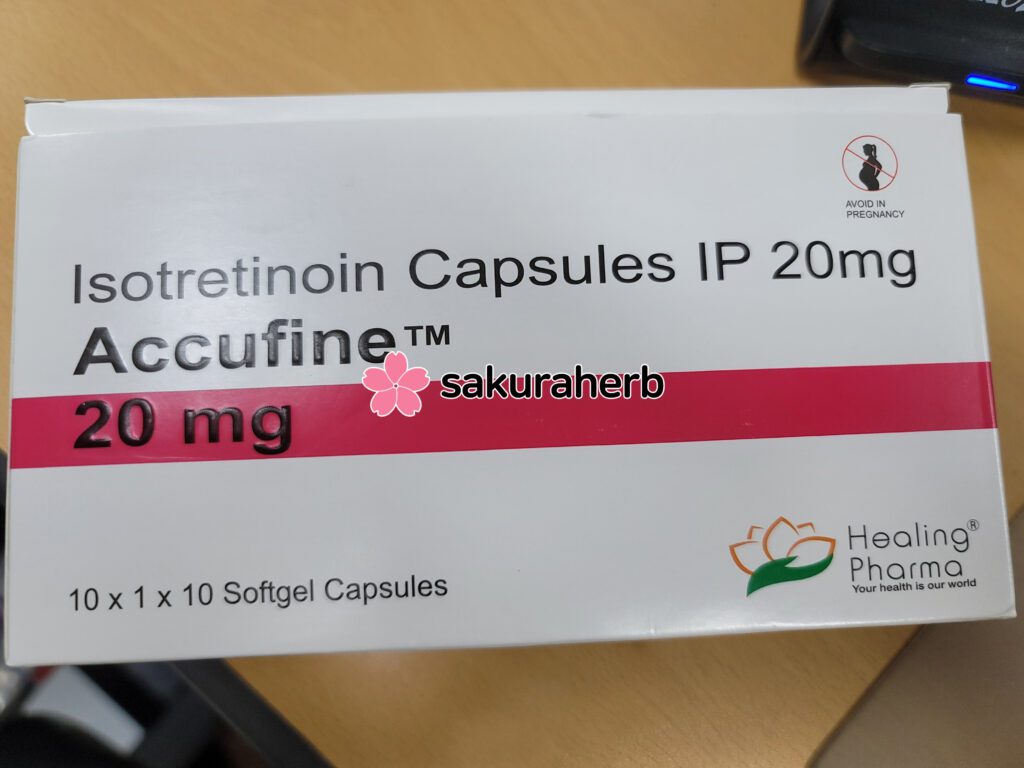 AVOID IN
PREGNANCY
Isotretinoin Capsules IP 20mg
Accufine™
sakuraherb
20 mg
Healing®
Pharma
Your health is our world
10 x 1 x 10 Softgel Capsules